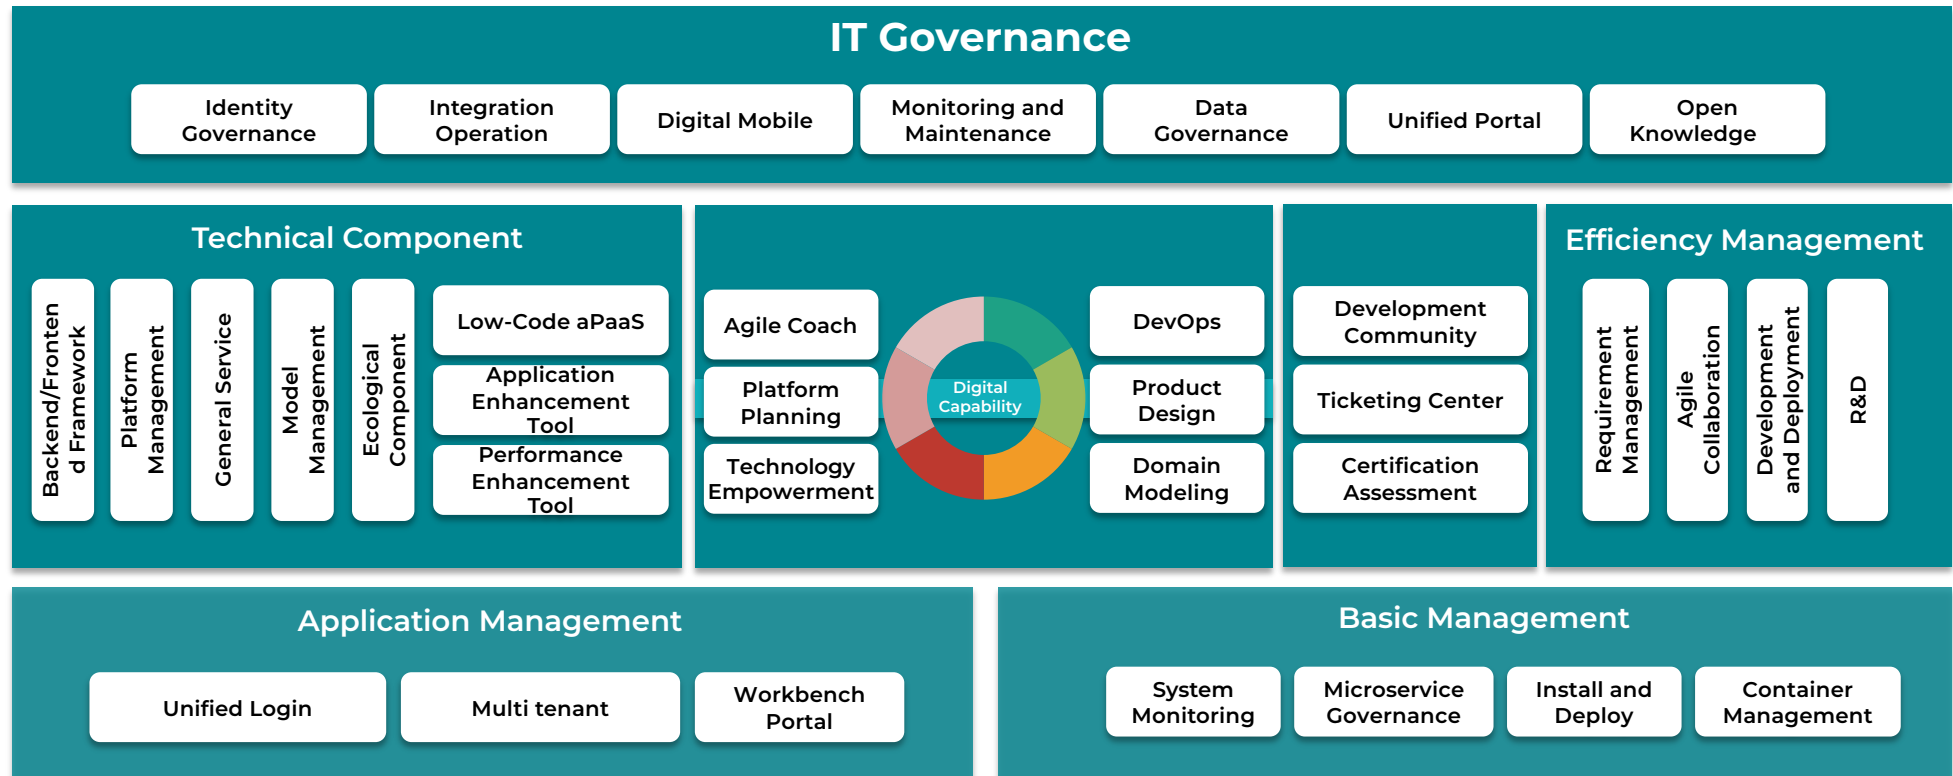 IT Governance
Identity
Governance
Integration
Operation
Digital Mobile
Monitoring and
Maintenance
Data
Governance
Unified Portal
Open
Knowledge
Technical Component
Backend/Fronten
d Framework
Platform
Management
General Service
Model
Management
Ecological
Component
Low-Code aPaaS
Application
Enhancement
Tool
Performance
Enhancement
Tool
Agile Coach
Platform
Planning
Technology
Empowerment
Digital
Capability
DevOps
Product
Design
Domain
Modeling
Development
Community
Ticketing Center
Certification
Assessment
Efficiency Management
Requirement
Management
Agile
Collaboration
Development
and Deployment
R&D
Application Management
Unified Login
Multi tenant
Workbench
Portal
Basic Management
System
Monitoring
Microservice
Governance
Install and
Deploy
Container
Management